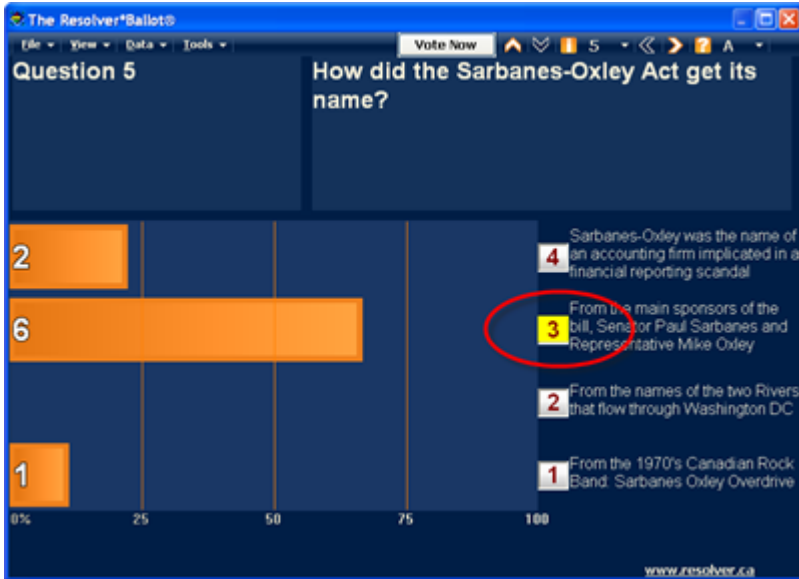 The Resolver*Ballot®
File View Data Tools Vote Now 5 ? A
Question 5
How did the Sarbanes-Oxley Act get its
name?
2
4
Sarbanes-Oxley was the name of
an accounting firm implicated in a
financial reporting scandal
6
3
From the main sponsors of the
bill, Senator Paul Sarbanes and
Representative Mike Oxley
2
From the names of the two Rivers
that flow through Washington DC
1
1
From the 1970's Canadian Rock
Band: Sarbanes Oxley Overdrive
0% 25 50 75 100
www.resolver.ca